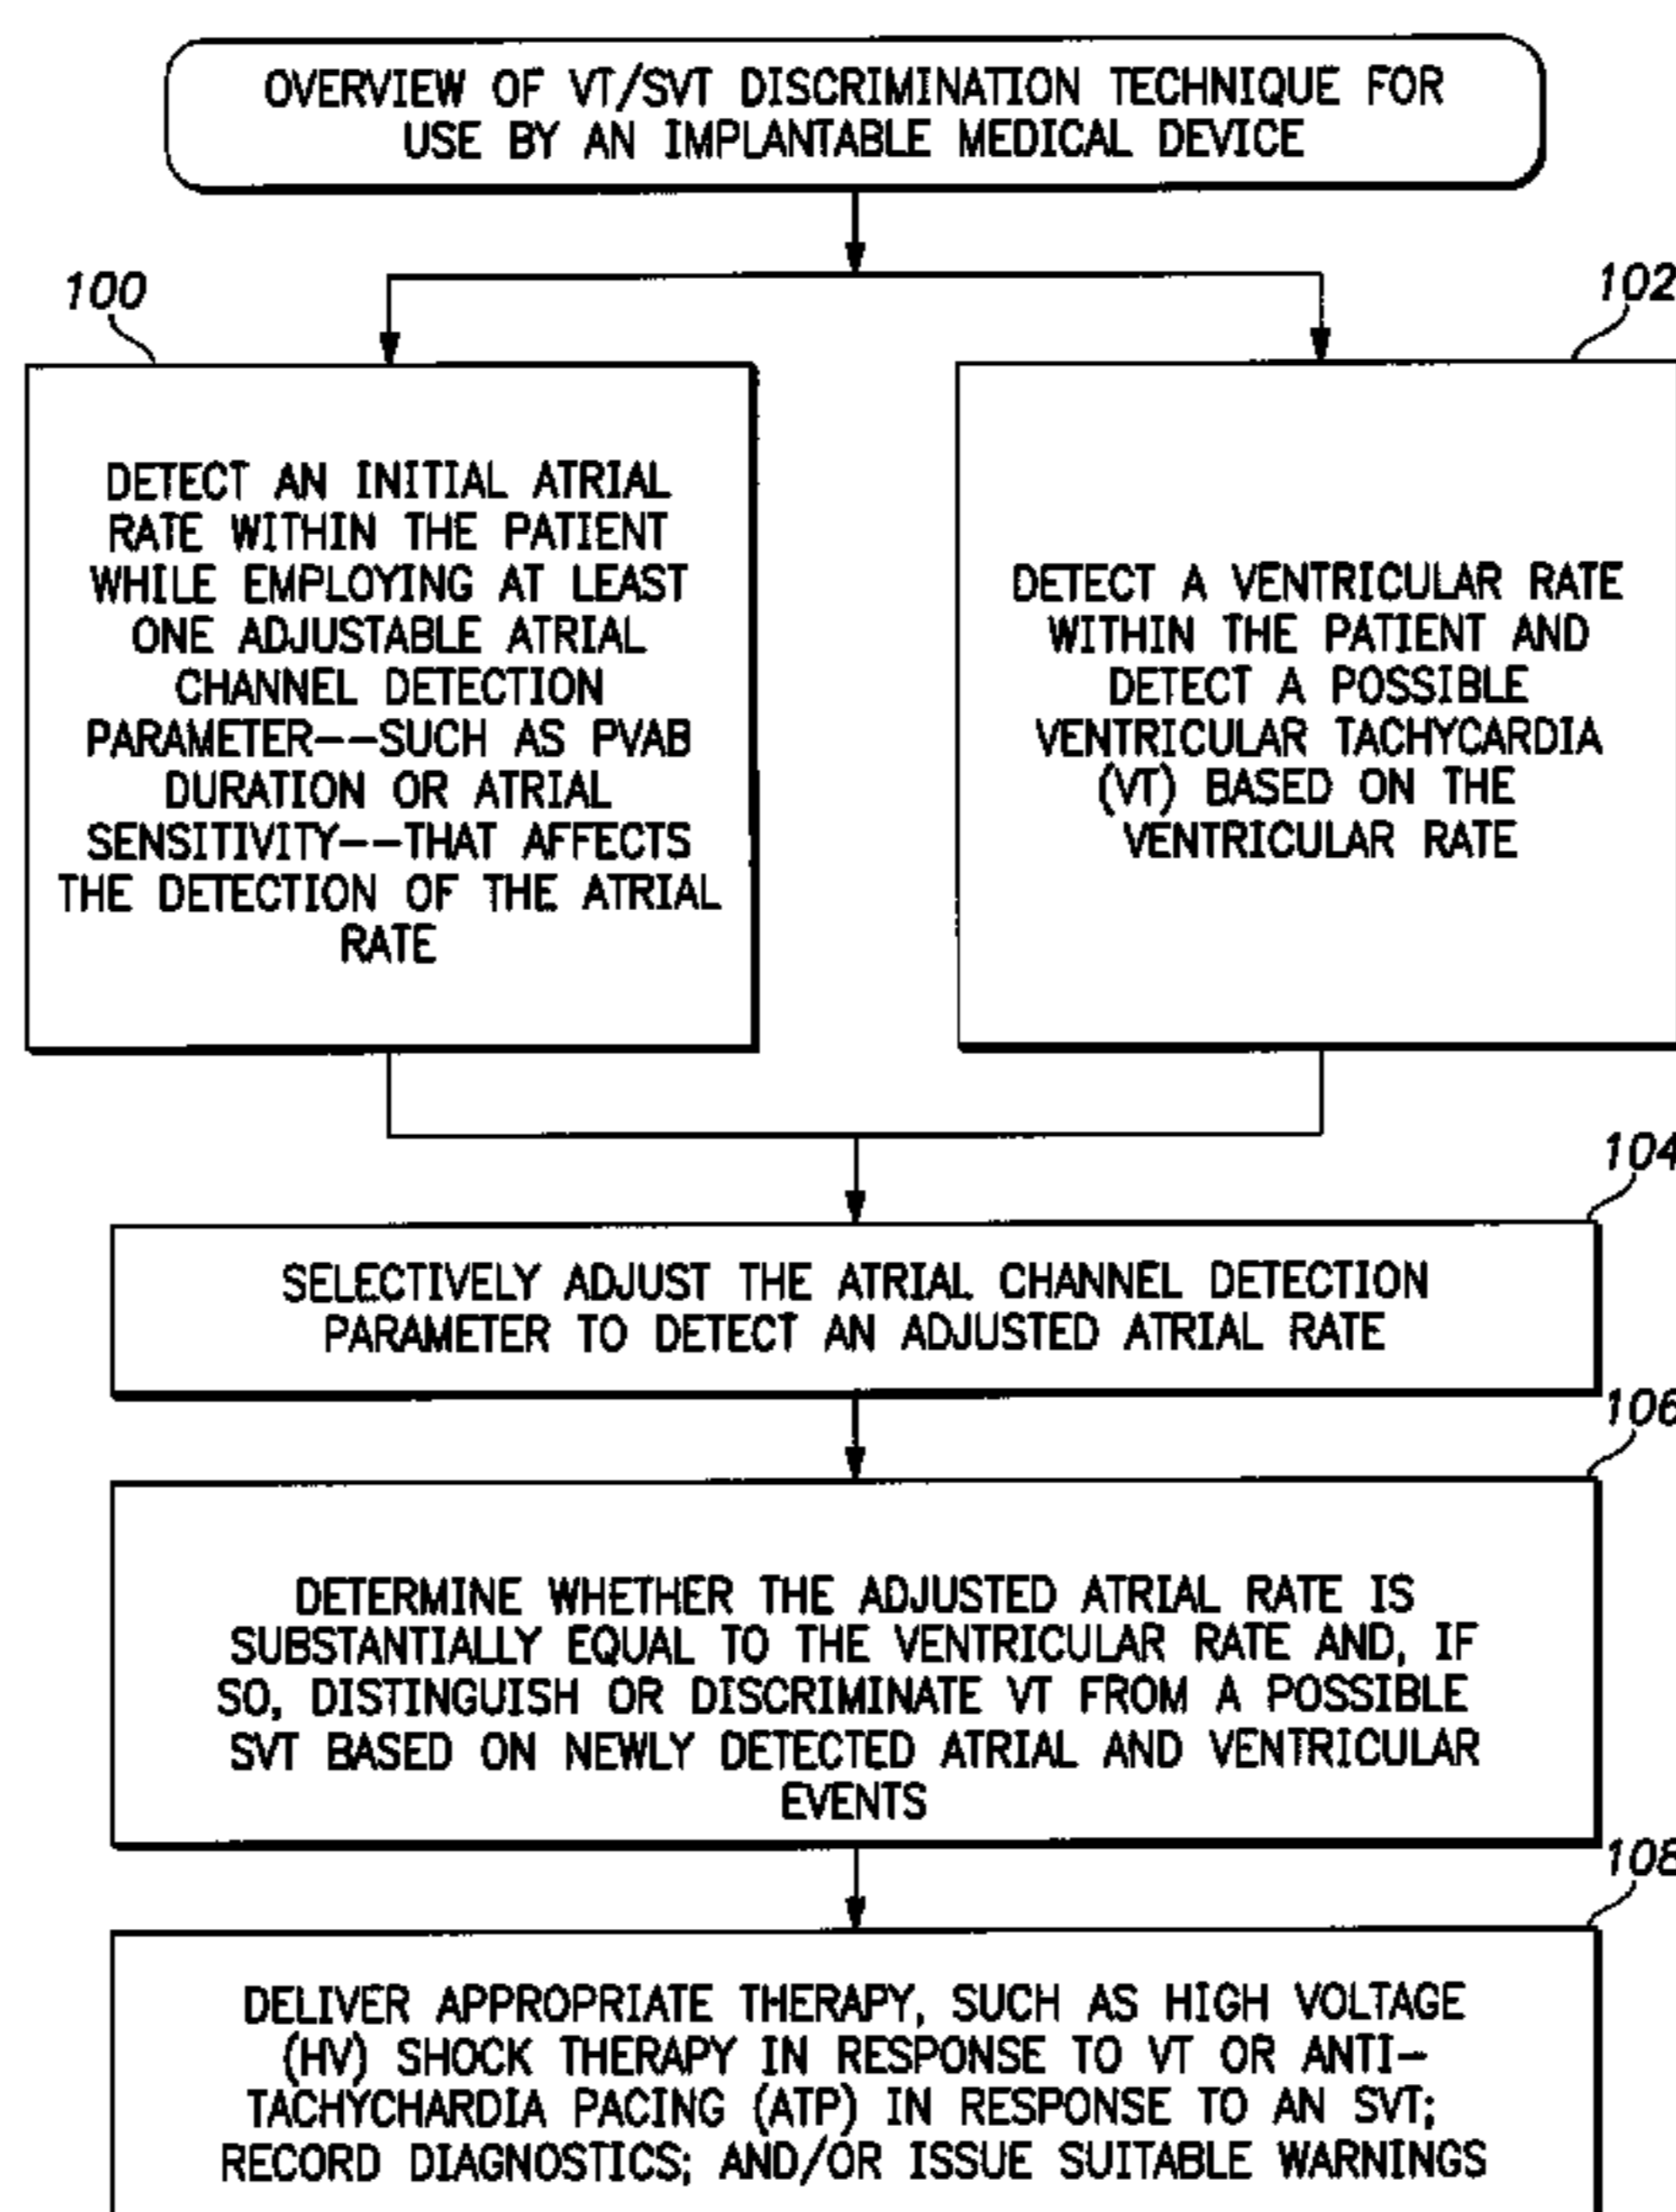 OVERVIEW OF VT/SVT DISCRIMINATION TECHNIQUE FOR
USE BY AN IMPLANTABLE MEDICAL DEVICE
100
DETECT AN INITIAL ATRIAL
RATE WITHIN THE PATIENT
WHILE EMPLOYING AT LEAST
ONE ADJUSTABLE ATRIAL
CHANNEL DETECTION
PARAMETER--SUCH AS PVAB
DURATION OR ATRIAL
SENSITIVITY--THAT AFFECTS
THE DETECTION OF THE ATRIAL
RATE
102
DETECT A VENTRICULAR RATE
WITHIN THE PATIENT AND
DETECT A POSSIBLE
VENTRICULAR TACHYCARDIA
(VT) BASED ON THE
VENTRICULAR RATE
104
SELECTIVELY ADJUST THE ATRIAL CHANNEL DETECTION
PARAMETER TO DETECT AN ADJUSTED ATRIAL RATE
106
DETERMINE WHETHER THE ADJUSTED ATRIAL RATE IS
SUBSTANTIALLY EQUAL TO THE VENTRICULAR RATE AND, IF
SO, DISTINGUISH OR DISCRIMINATE VT FROM A POSSIBLE
SVT BASED ON NEWLY DETECTED ATRIAL AND VENTRICULAR
EVENTS
108
DELIVER APPROPRIATE THERAPY, SUCH AS HIGH VOLTAGE
(HV) SHOCK THERAPY IN RESPONSE TO VT OR ANTI-
TACHYCHARDIA PACING (ATP) IN RESPONSE TO AN SVT;
RECORD DIAGNOSTICS; AND/OR ISSUE SUITABLE WARNINGS